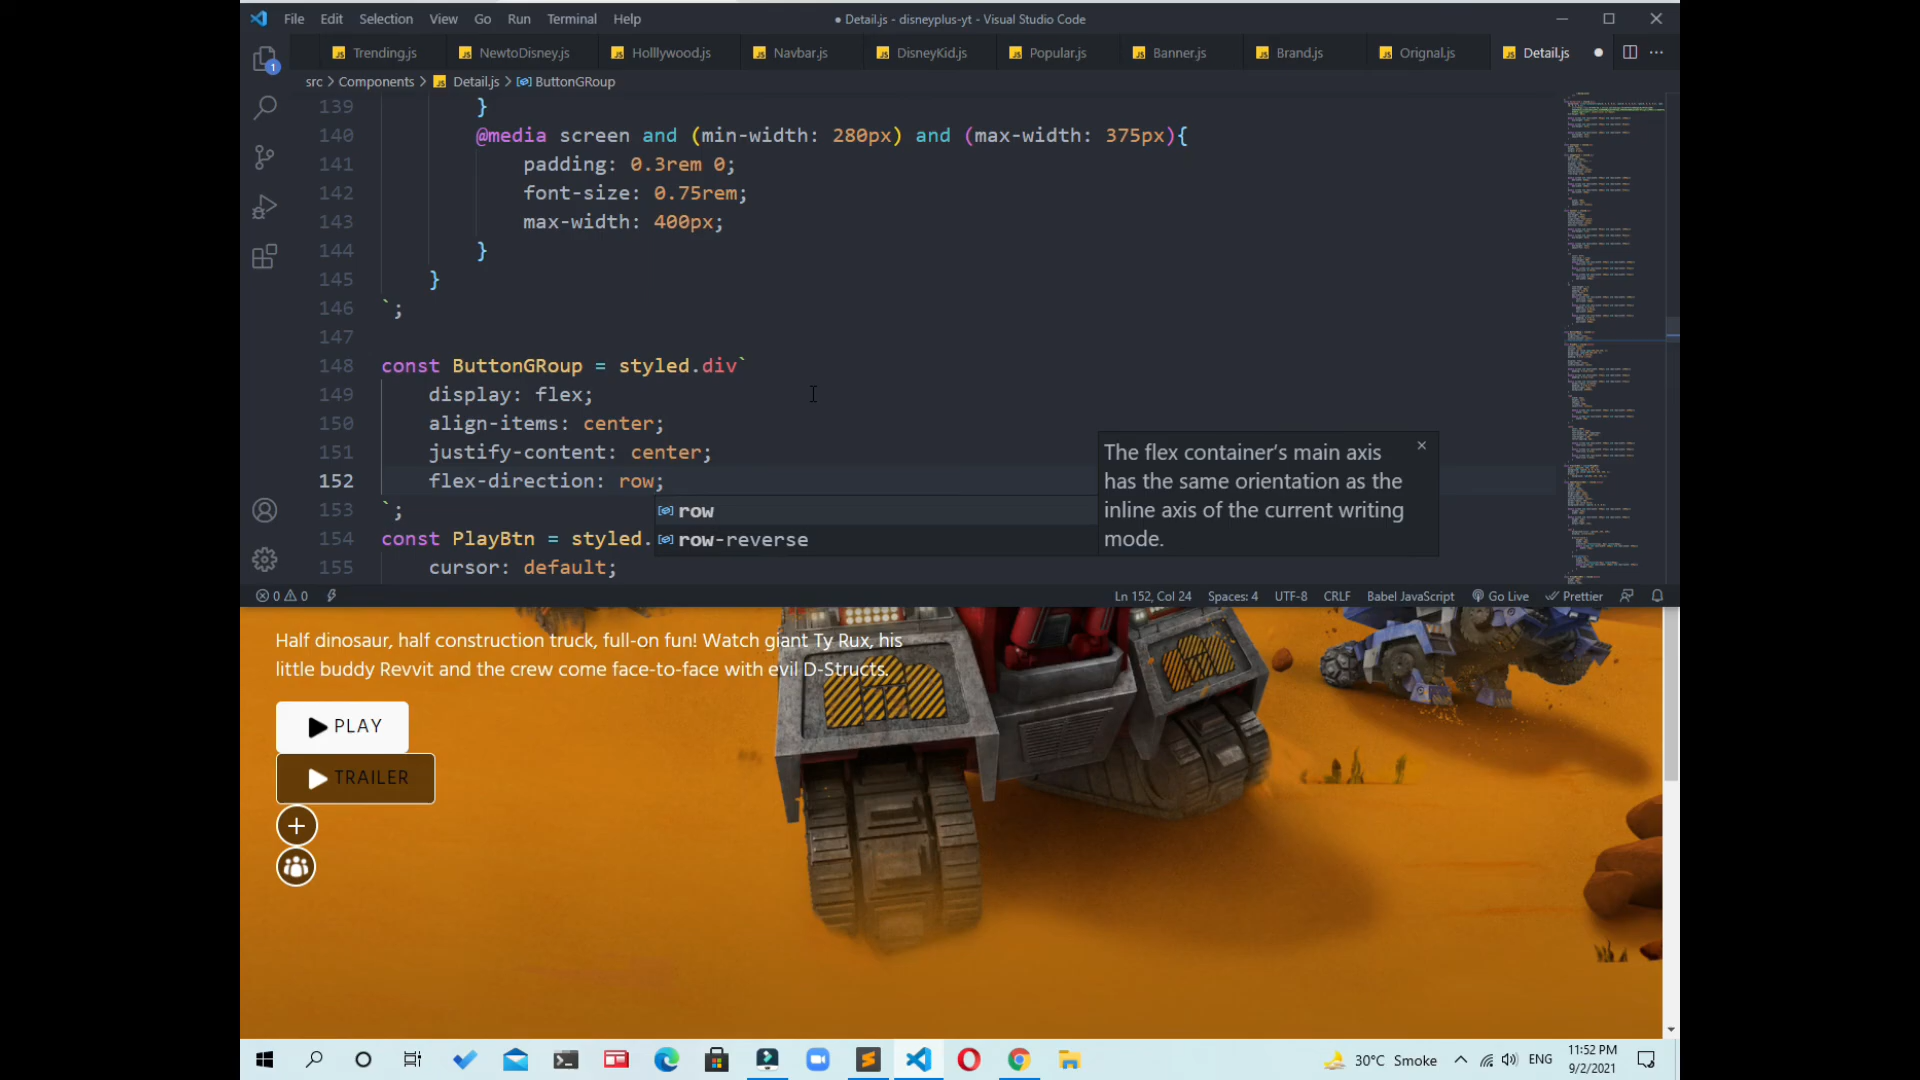 File Edit Selection View Go Run Terminal Help
● Detail.js - disneyplus-yt - Visual Studio Code
Trending.js NewtoDisney.js Holllywood.js Navbar.js DisneyKid.js Popular.js Banner.js Brand.js Orignal.js Detail.js
src > Components > Detail.js > ButtonGRoup
139 }
140 @media screen and (min-width: 280px) and (max-width: 375px){
141 padding: 0.3rem 0;
142 font-size: 0.75rem;
143 max-width: 400px;
144 }
145 }
146 `;
147
148 const ButtonGRoup = styled.div`
149 display: flex;
150 align-items: center;
151 justify-content: center;
152 flex-direction: row;
153 `;
154 const PlayBtn = styled.
155 cursor: default;
row
row-reverse
The flex container's main axis
has the same orientation as the
inline axis of the current writing
mode.
1
0 0 Ln 152, Col 24 Spaces: 4 UTF-8 CRLF Babel JavaScript Go Live Prettier
Half dinosaur, half construction truck, full-on fun! Watch giant Ty Rux, his
little buddy Revvit and the crew come face-to-face with evil D-Structs.
PLAY
TRAILER
30°C Smoke ENG 11:52 PM
9/2/2021